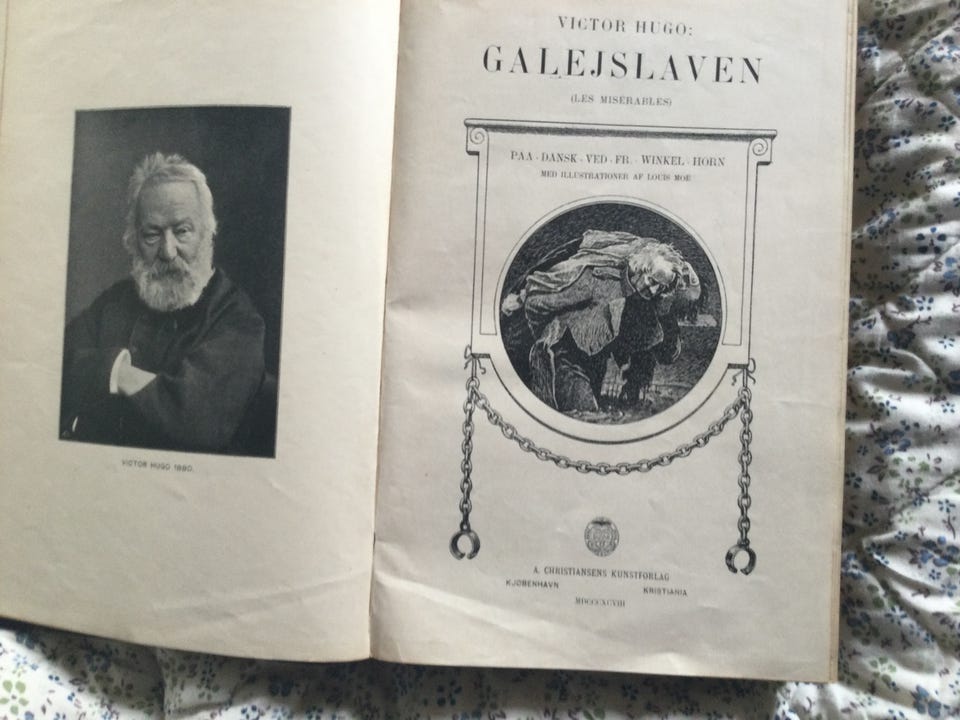 VICTOR HUGO 1880.
VICTOR HUGO:
GALEJSLAVEN
(LES MISÉRABLES)
PAA · DANSK · VED · FR. · WINKEL · HORN
MED ILLUSTRATIONER AF LOUIS MOE
A. CHRISTIANSENS KUNSTFORLAG
KJØBENHAVN KRISTIANIA
MDCCCXCVIII